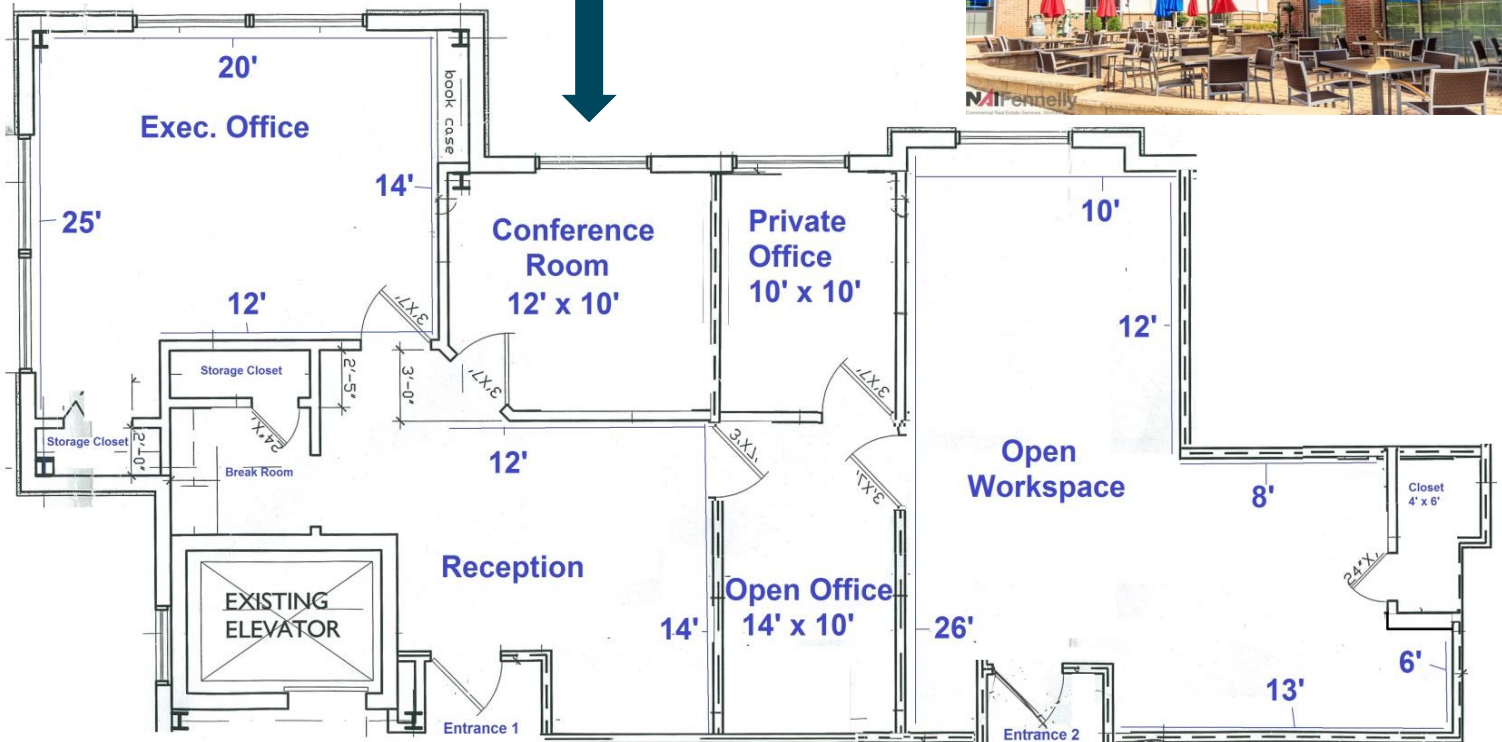 20'
Exec. Office
book case
14'
25'
12'
3'X7'
Conference
Room
12' x 10'
Private
Office
10' x 10'
10'
12'
Storage Closet
2'-5"
3'-0"
3'X7'
3'X7'
24"X'
Storage Closet
2'-0"
Break Room
12'
3'X7'
3'X7'
Open
Workspace
8'
Closet
4' x 6'
Reception
Open Office
14' x 10'
24"X'
EXISTING
ELEVATOR
14'
26'
6'
13'
Entrance 1
Entrance 2
NAI Fennelly